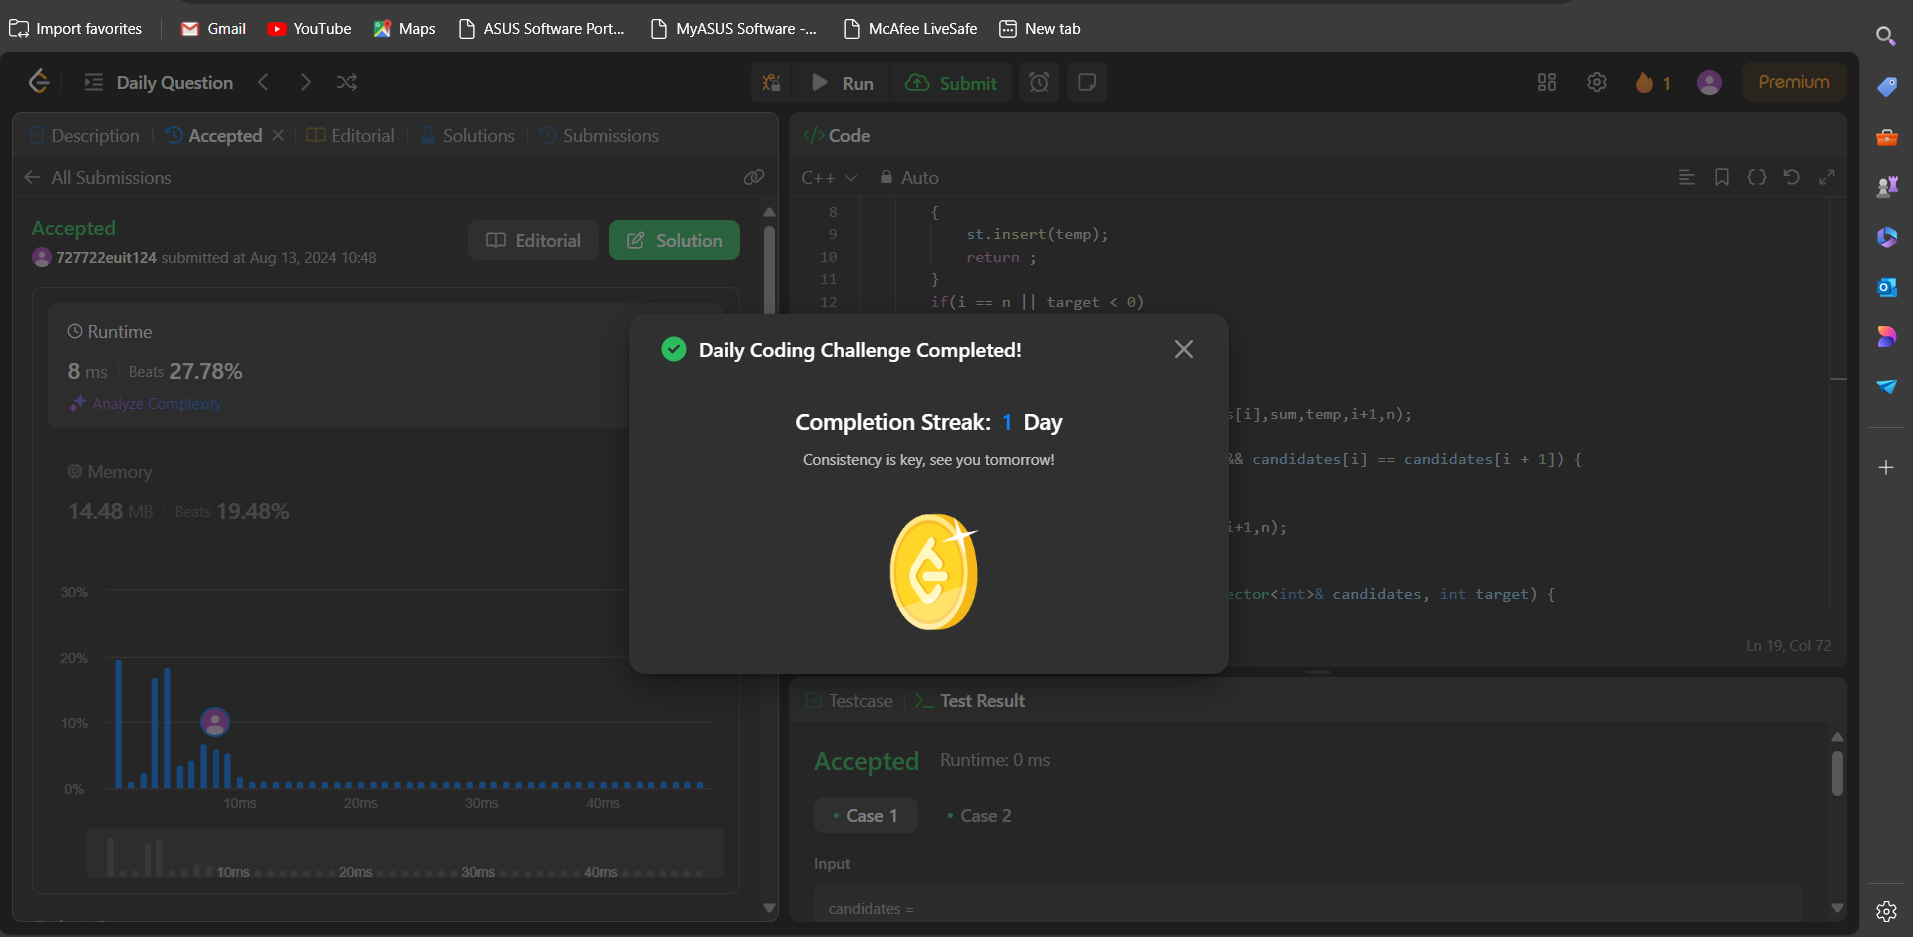 Import favorites
Gmail
YouTube
Maps
ASUS Software Port...
MyASUS Software -...
McAfee LiveSafe
New tab
Daily Question
Run
Submit
1
Premium
Description
Accepted
Editorial
Solutions
Submissions
All Submissions
Accepted
727722euit124 submitted at Aug 13, 2024 10:48
Editorial
Solution
Runtime
8 ms
Beats 27.78%
Analyze Complexity
Memory
14.48 MB
Beats 19.48%
30%
20%
10%
0%
10ms
20ms
30ms
40ms
10ms
20ms
30ms
40ms
</> Code
C++
Auto
8 {
9 st.insert(temp);
10 return ;
11 }
12 if(i == n || target < 0)
s[i],sum,temp,i+1,n);
&& candidates[i] == candidates[i + 1]) {
i+1,n);
ector<int>& candidates, int target) {
Ln 19, Col 72
Daily Coding Challenge Completed!
Completion Streak: 1 Day
Consistency is key, see you tomorrow!
Testcase
Test Result
Accepted
Runtime: 0 ms
Case 1
Case 2
Input
candidates =